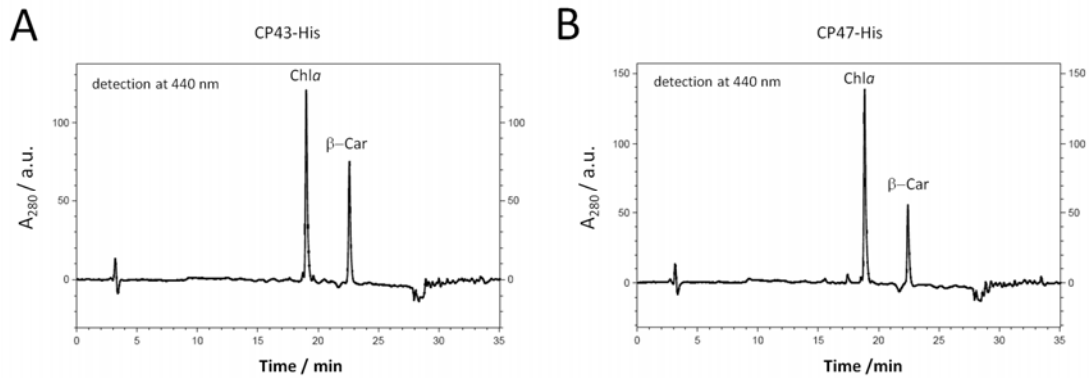 A
CP43-His
detection at 440 nm
Chla
β–Car
A280 / a.u.
100
50
0
100
50
0
0 5 10 15 20 25 30 35
Time / min
B
CP47-His
detection at 440 nm
Chla
β–Car
A280 / a.u.
150
100
50
0
150
100
50
0
0 5 10 15 20 25 30 35
Time / min